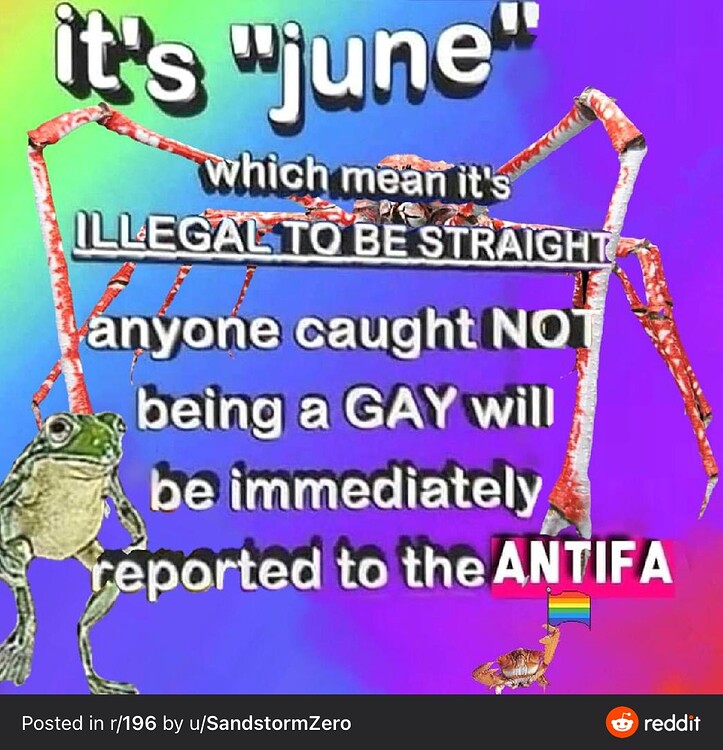 it's "june"
which mean it's
ILLEGAL TO BE STRAIGHT
anyone caught NOT
being a GAY will
be immediately
reported to the ANTIFA
Posted in r/196 by u/SandstormZero
reddit